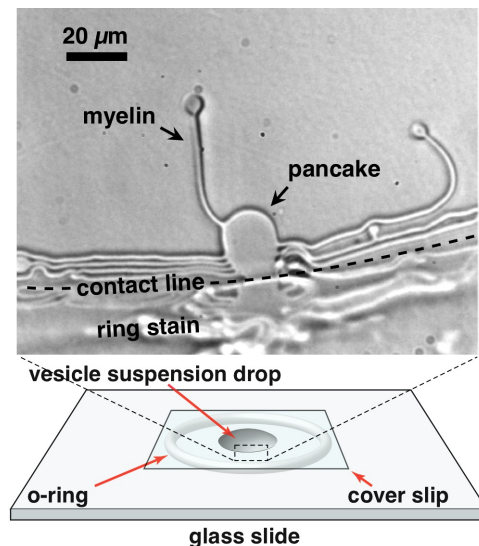 20 µm
myelin
pancake
contact line
ring stain
vesicle suspension drop
o-ring
cover slip
glass slide